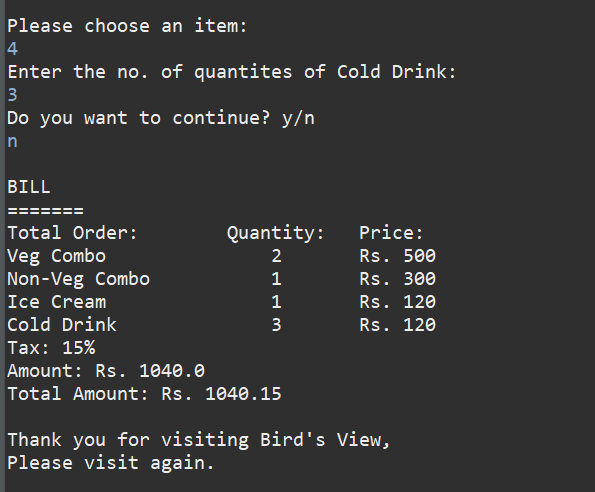 Please choose an item:
4
Enter the no. of quantites of Cold Drink:
3
Do you want to continue? y/n
n
BILL
=======
Total Order: Quantity: Price:
Veg Combo 2 Rs. 500
Non-Veg Combo 1 Rs. 300
Ice Cream 1 Rs. 120
Cold Drink 3 Rs. 120
Tax: 15%
Amount: Rs. 1040.0
Total Amount: Rs. 1040.15
Thank you for visiting Bird's View,
Please visit again.